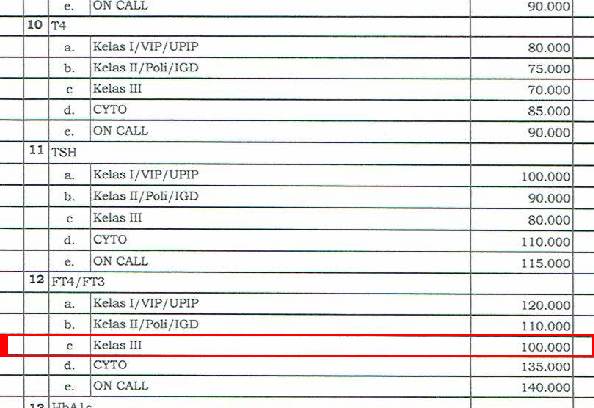 e. ON CALL 90.000
10 T4
a. Kelas I/VIP/UPIP 80.000
b. Kelas II/Poli/IGD 75.000
c Kelas III 70.000
d. CYTO 85.000
e. ON CALL 90.000
11 TSH
a. Kelas I/VIP/UPIP 100.000
b. Kelas II/Poli/IGD 90.000
c Kelas III 80.000
d. CYTO 110.000
e. ON CALL 115.000
12 FT4/FT3
a. Kelas I/VIP/UPIP 120.000
b. Kelas II/Poli/IGD 110.000
c Kelas III 100.000
d. CYTO 135.000
e. ON CALL 140.000
13 HbA1c